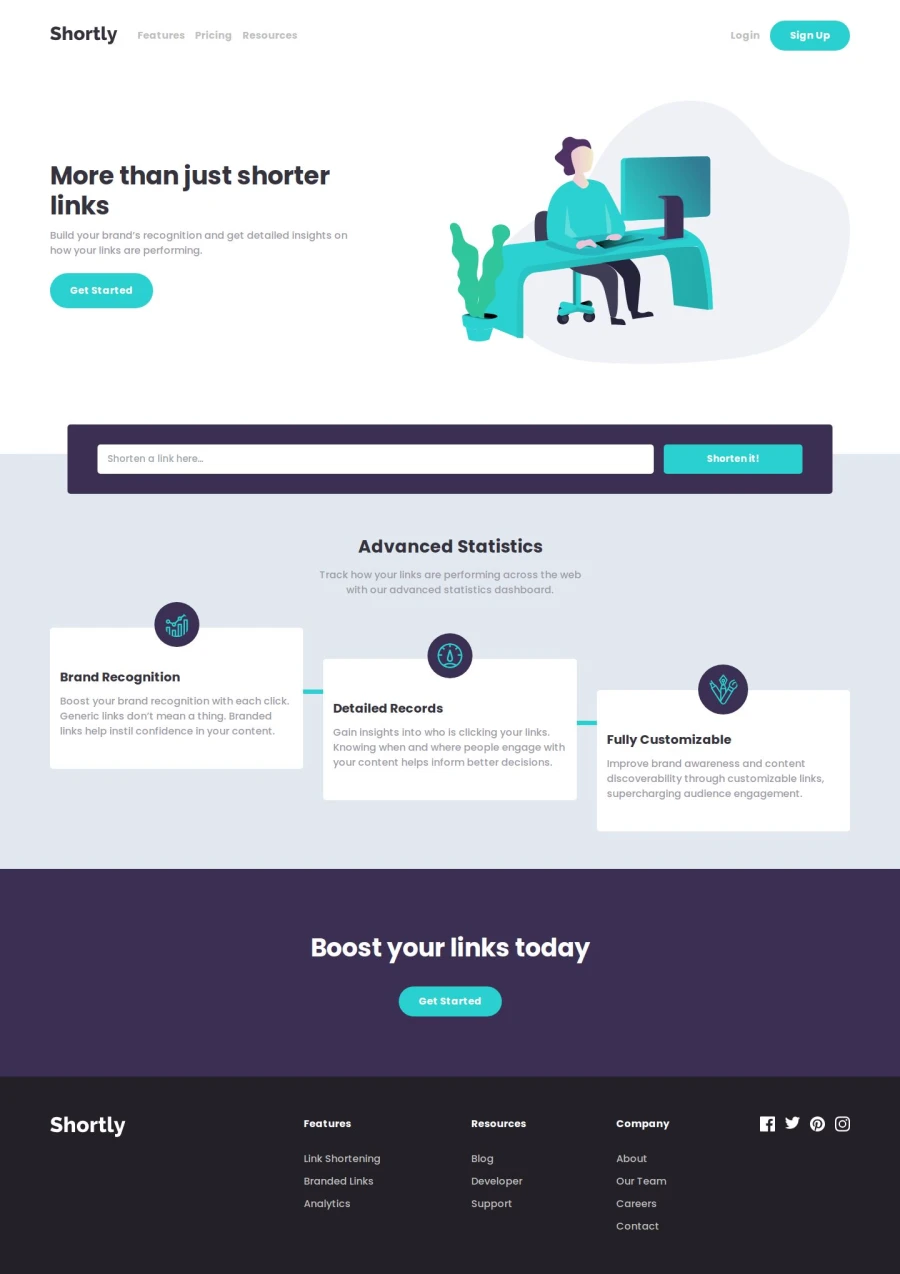 Shortly
Features
Pricing
Resources
Login
Sign Up
More than just shorter
links
Build your brand's recognition and get detailed insights on
how your links are performing.
Get Started
Shorten a link here...
Shorten it!
Advanced Statistics
Track how your links are performing across the web
with our advanced statistics dashboard.
Brand Recognition
Boost your brand recognition with each click.
Generic links don't mean a thing. Branded
links help instil confidence in your content.
Detailed Records
Gain insights into who is clicking your links.
Knowing when and where people engage with
your content helps inform better decisions.
Fully Customizable
Improve brand awareness and content
discoverability through customizable links,
supercharging audience engagement.
Boost your links today
Get Started
Shortly
Features
Link Shortening
Branded Links
Analytics
Resources
Blog
Developer
Support
Company
About
Our Team
Careers
Contact